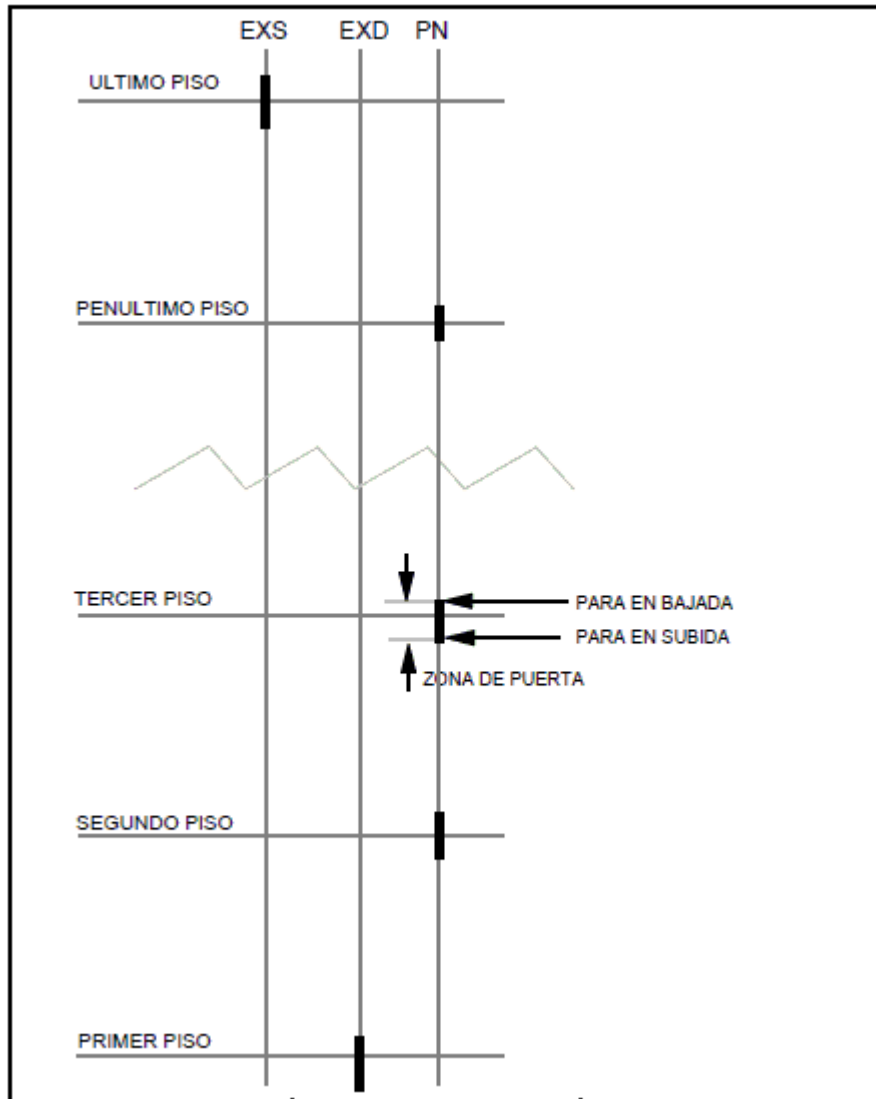 EXS EXD PN
ULTIMO PISO
PENULTIMO PISO
TERCER PISO
PARA EN BAJADA
PARA EN SUBIDA
ZONA DE PUERTA
SEGUNDO PISO
PRIMER PISO